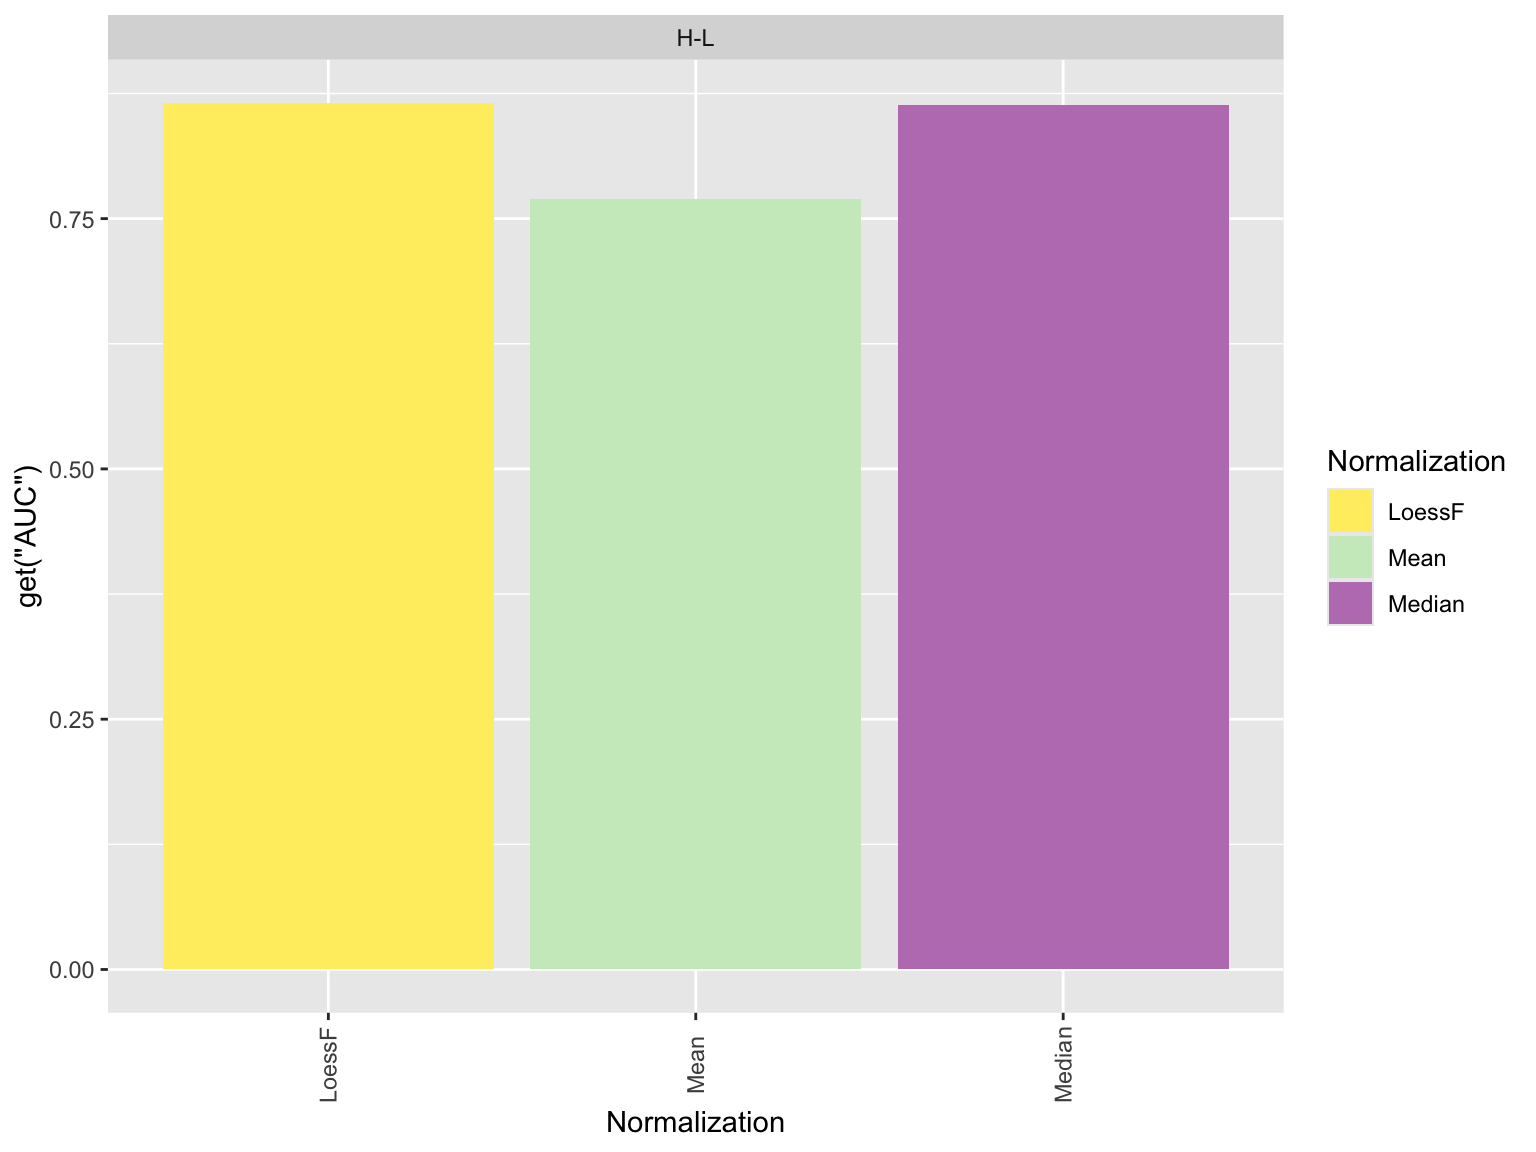 H-L
get("AUC")
0.75
0.50
0.25
0.00
LoessF
Mean
Median
Normalization
Normalization
LoessF
Mean
Median